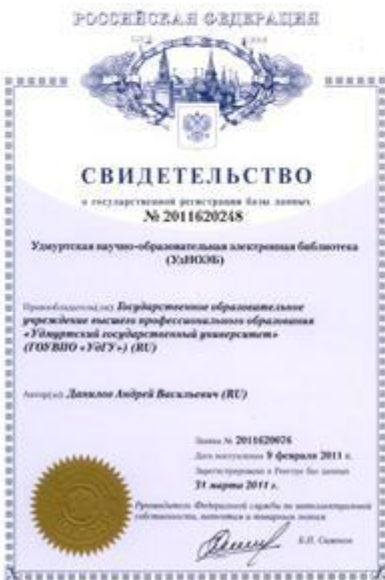 РОССИЙСКАЯ ФЕДЕРАЦИЯ
СВИДЕТЕЛЬСТВО
о государственной регистрации базы данных
№ 2011620248
Удмуртская научно-образовательная электронная библиотека
(УдНОЭБ)
Правообладатель(ли): Государственное образовательное
учреждение высшего профессионального образования
«Удмуртский государственный университет»
(ГОУВПО «УдГУ») (RU)
Автор(ы): Данилов Андрей Васильевич (RU)
Заявка № 2011620076
Дата поступления 9 февраля 2011 г.
Зарегистрировано в Реестре баз данных
31 марта 2011 г.
Руководитель Федеральной службы по интеллектуальной
собственности, патентам и товарным знакам
Б.П. Симонов